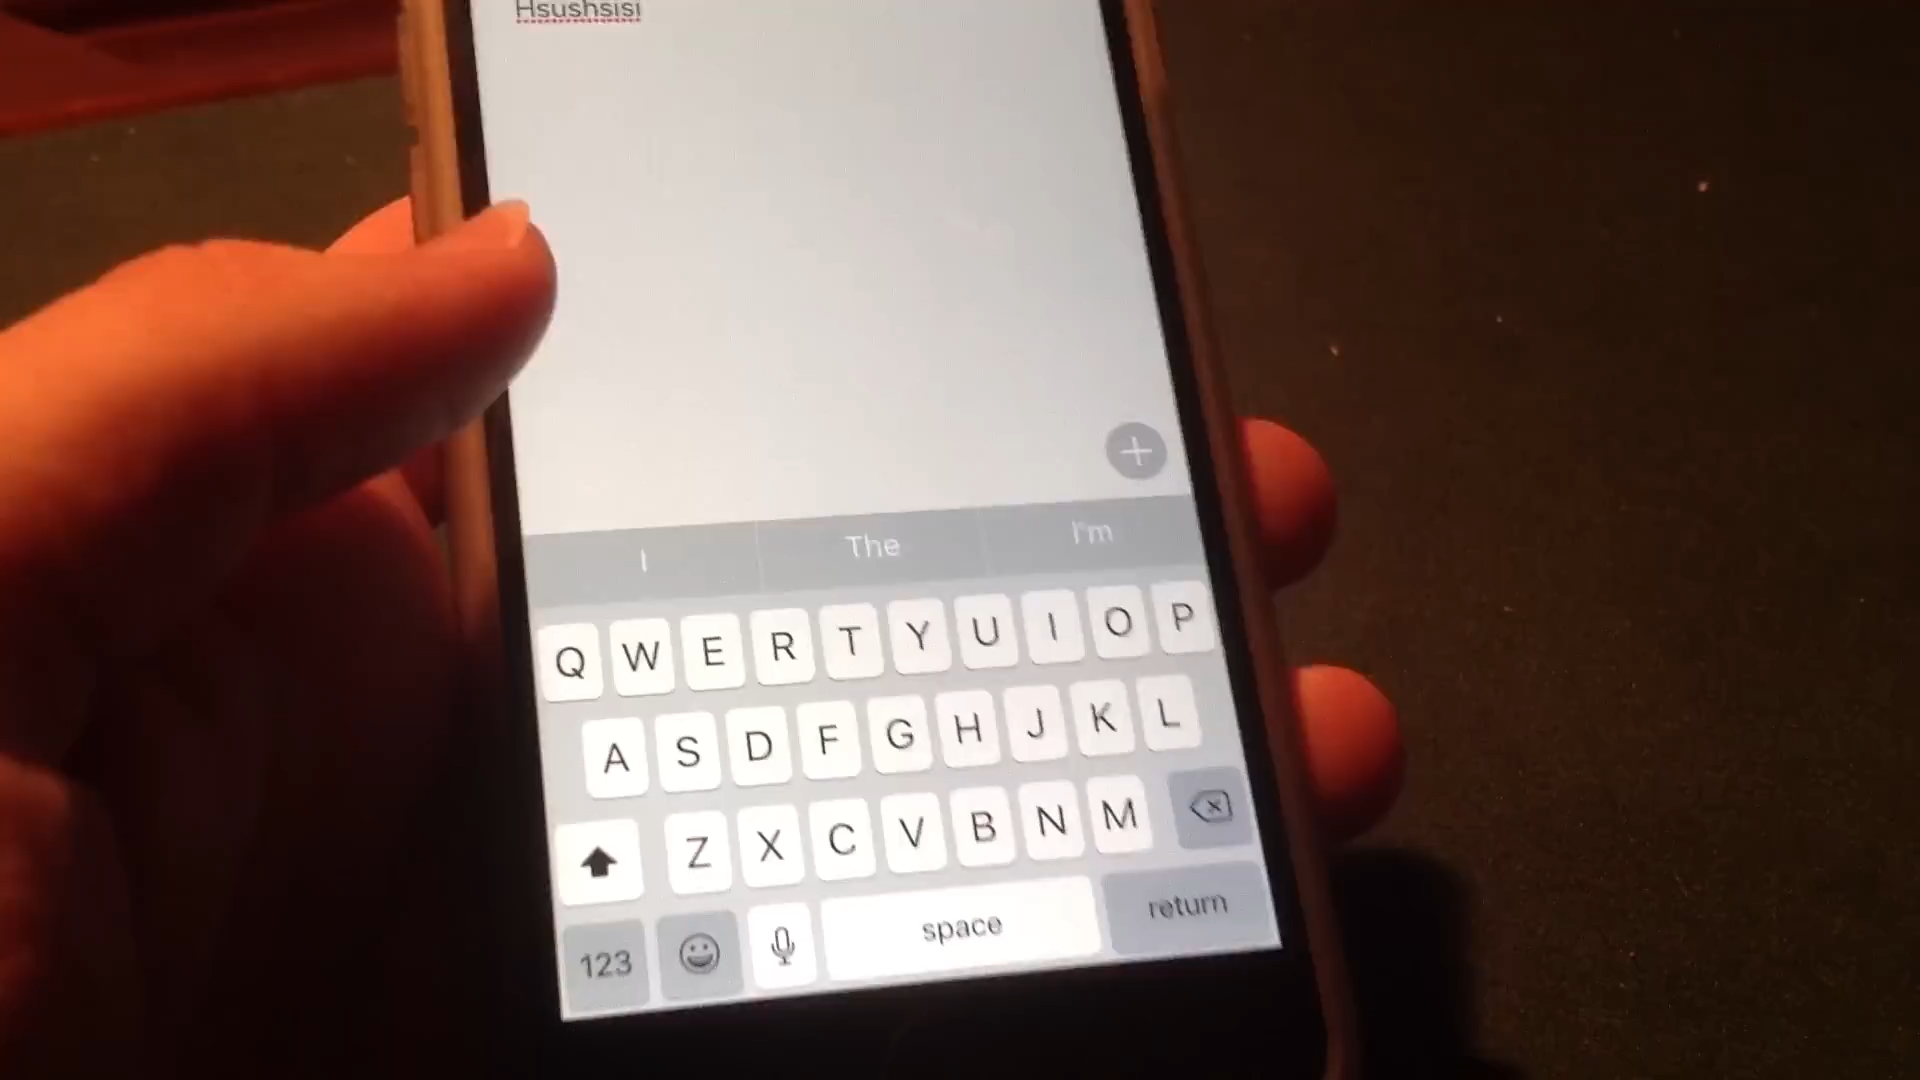 Hsushsisi
I The I'm
Q W E R T Y U I O P
A S D F G H J K L
Z X C V B N M
123 space return